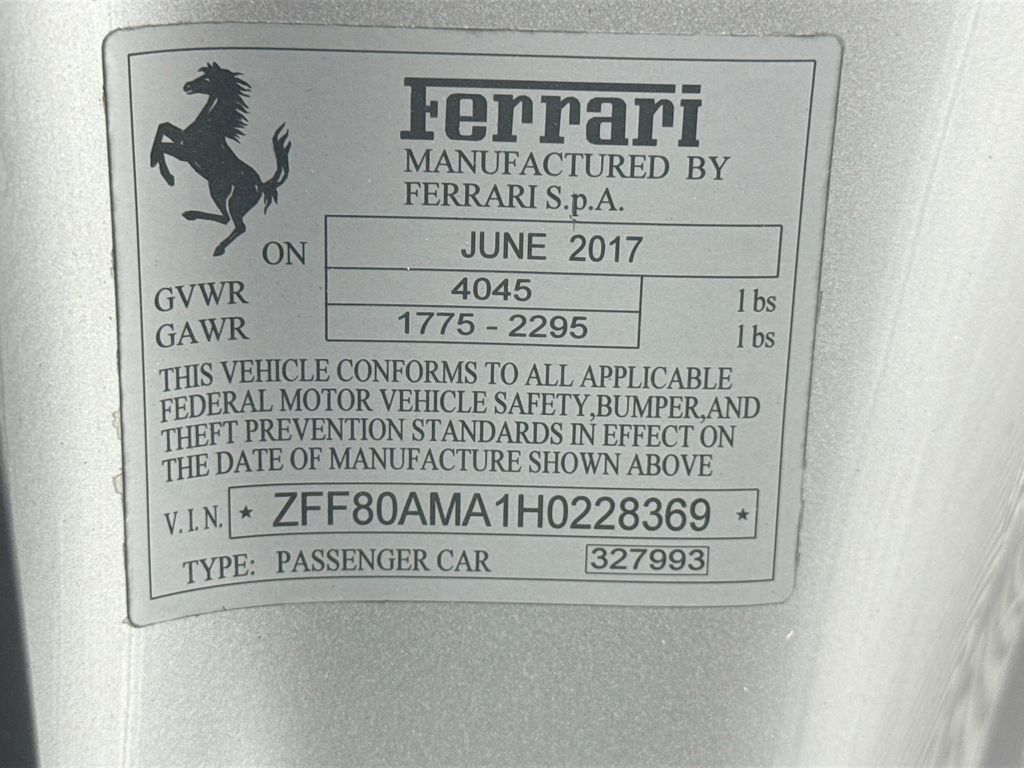 Ferrari
MANUFACTURED BY
FERRARI S.p.A.
ON JUNE 2017
GVWR 4045 lbs
GAWR 1775 - 2295 lbs
THIS VEHICLE CONFORMS TO ALL APPLICABLE
FEDERAL MOTOR VEHICLE SAFETY,BUMPER,AND
THEFT PREVENTION STANDARDS IN EFFECT ON
THE DATE OF MANUFACTURE SHOWN ABOVE
V.I.N. ★ ZFF80AMA1H0228369 ★
TYPE: PASSENGER CAR 327993